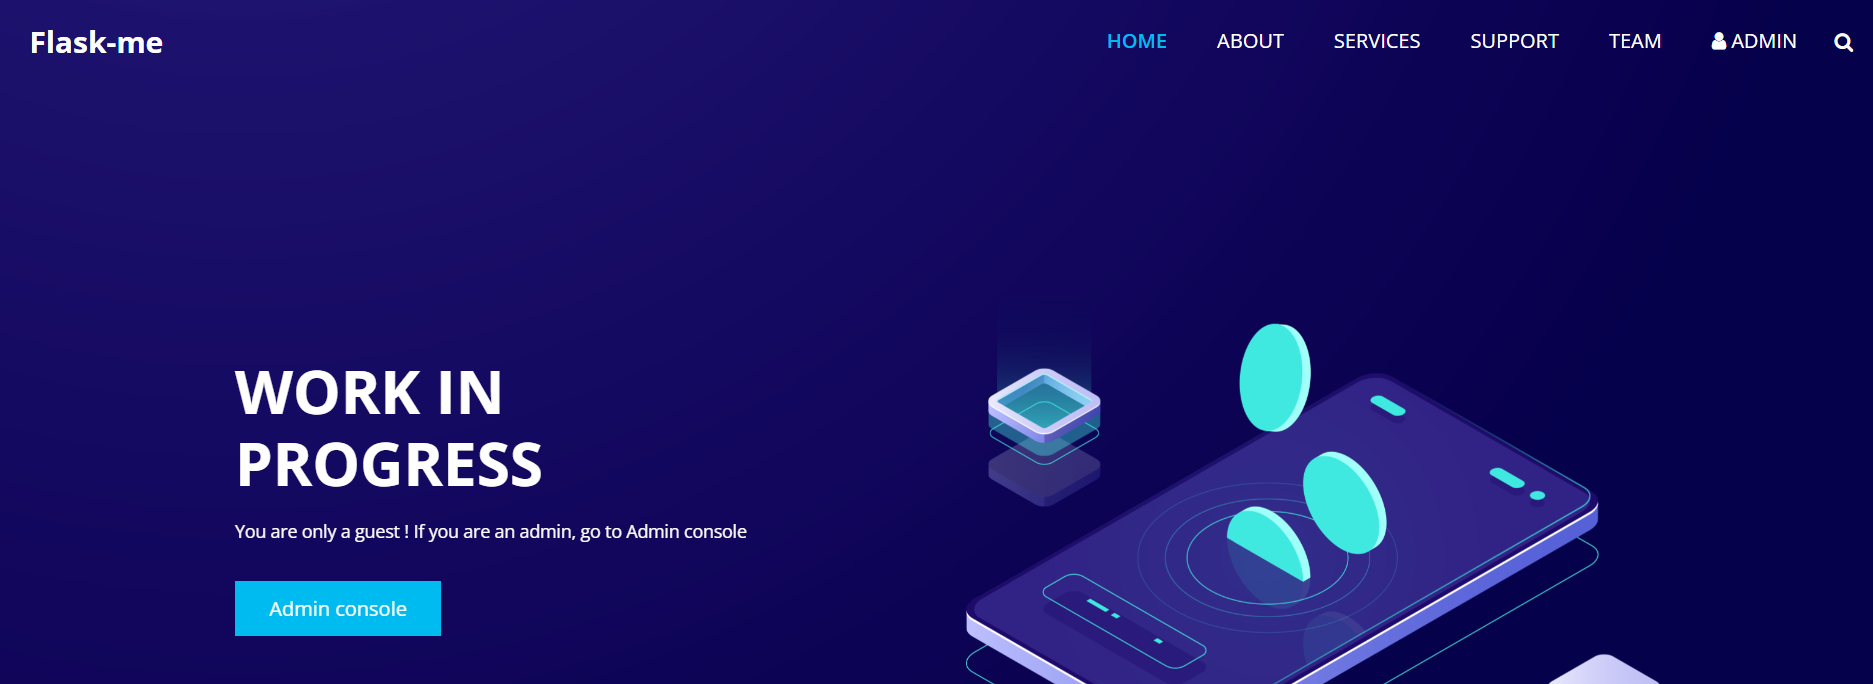 Flask-me
HOME ABOUT SERVICES SUPPORT TEAM ADMIN
WORK IN
PROGRESS
You are only a guest ! If you are an admin, go to Admin console
Admin console